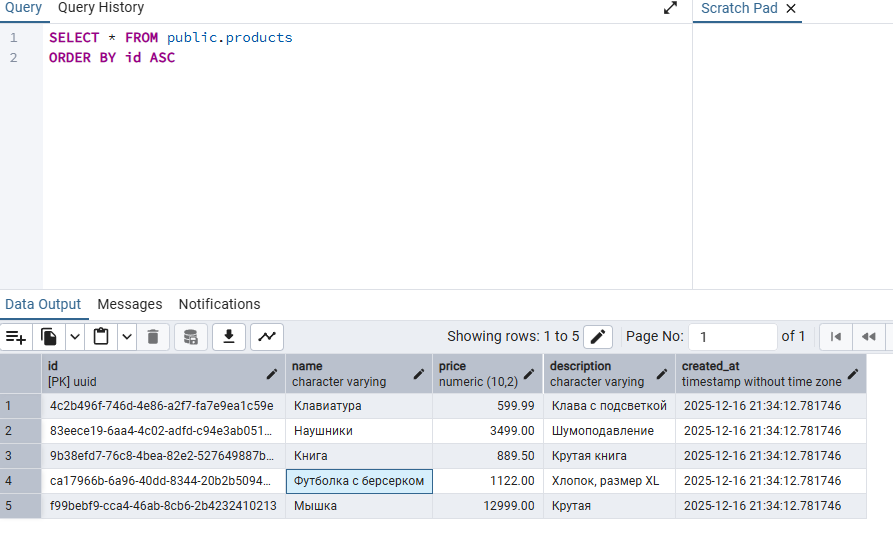 Query Query History Scratch Pad
1 SELECT * FROM public.products
2 ORDER BY id ASC
Data Output Messages Notifications
Showing rows: 1 to 5 Page No: 1 of 1
id name price description created_at
[PK] uuid character varying numeric (10,2) character varying timestamp without time zone
1 4c2b496f-746d-4e86-a2f7-fa7e9ea1c59e Клавиатура 599.99 Клава с подсветкой 2025-12-16 21:34:12.781746
2 83eece19-6aa4-4c02-adfd-c94e3ab051... Наушники 3499.00 Шумоподавление 2025-12-16 21:34:12.781746
3 9b38efd7-76c8-4bea-82e2-527649887b... Книга 889.50 Крутая книга 2025-12-16 21:34:12.781746
4 ca17966b-6a96-40dd-8344-20b2b5094... Футболка с берсерком 1122.00 Хлопок, размер XL 2025-12-16 21:34:12.781746
5 f99bebf9-cca4-46ab-8cb6-2b4232410213 Мышка 12999.00 Крутая 2025-12-16 21:34:12.781746